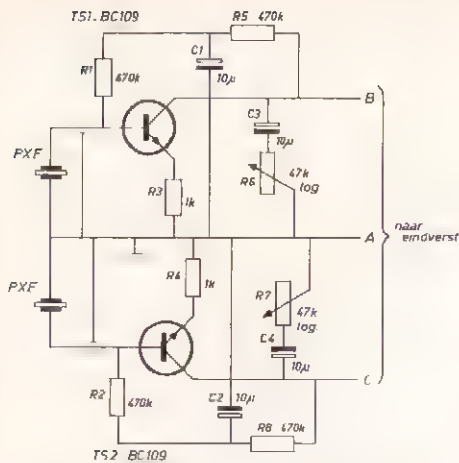 TS1. BC109
R5 470k
C1
10μ
R1
470k
B
C3
10μ
PXF
R3
1k
R6
47k
log
naar
A
eindverst
R4
1k
R7
47k
log.
PXF
C4
10μ
C
R2
470k
C2
10μ
R8 470k
TS2 BC109